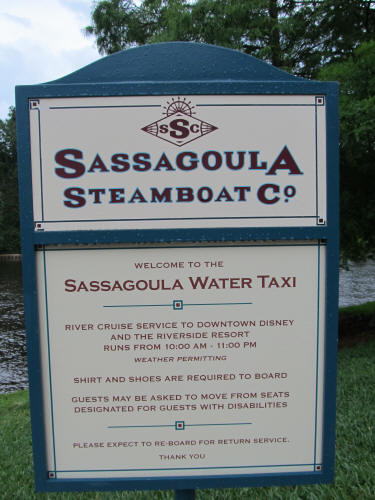 SSC
SASSAGOULA
STEAMBOAT CO
WELCOME TO THE
SASSAGOULA WATER TAXI
RIVER CRUISE SERVICE TO DOWNTOWN DISNEY
AND THE RIVERSIDE RESORT
RUNS FROM 10:00 AM - 11:00 PM
WEATHER PERMITTING
SHIRT AND SHOES ARE REQUIRED TO BOARD
GUESTS MAY BE ASKED TO MOVE FROM SEATS
DESIGNATED FOR GUESTS WITH DISABILITIES
PLEASE EXPECT TO RE-BOARD FOR RETURN SERVICE.
THANK YOU